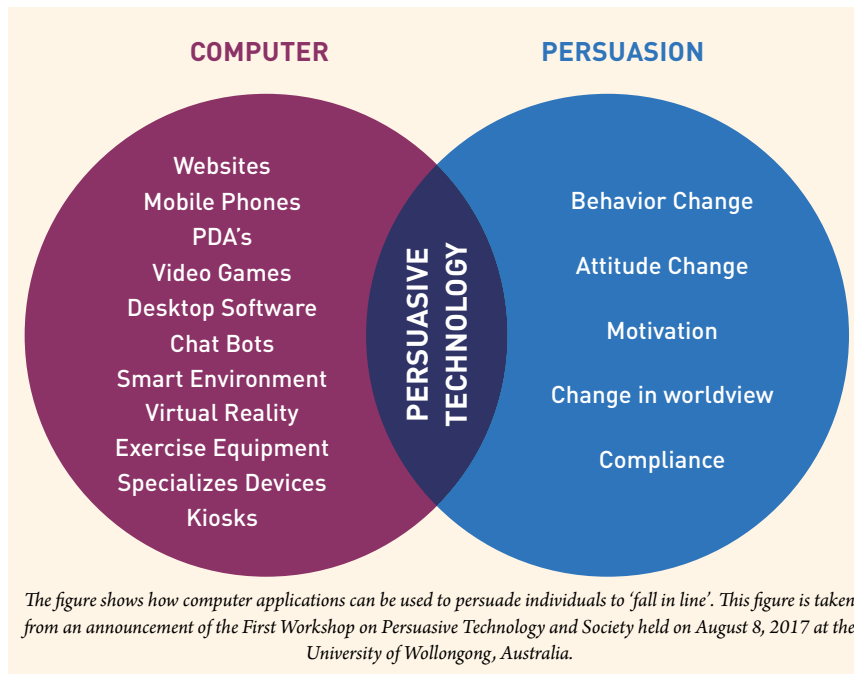 COMPUTER
PERSUASION
Websites
Mobile Phones
PDA's
Video Games
Desktop Software
Chat Bots
Smart Environment
Virtual Reality
Exercise Equipment
Specializes Devices
Kiosks
PERSUASIVE
TECHNOLOGY
Behavior Change
Attitude Change
Motivation
Change in worldview
Compliance
The figure shows how computer applications can be used to persuade individuals to ‘fall in line’. This figure is taken
from an announcement of the First Workshop on Persuasive Technology and Society held on August 8, 2017 at the
University of Wollongong, Australia.